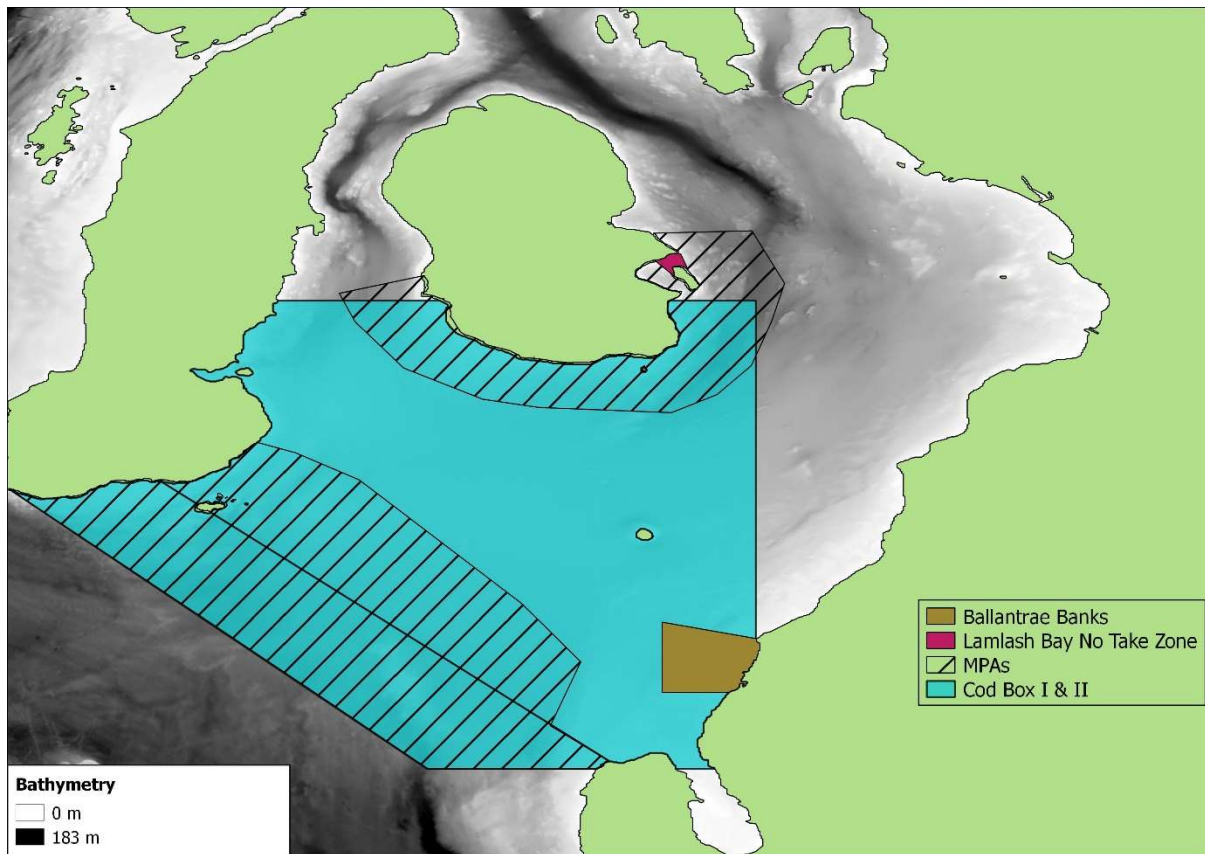 Ballantrae Banks
Lamlash Bay No Take Zone
MPAs
Cod Box I & II
Bathymetry
0 m
183 m